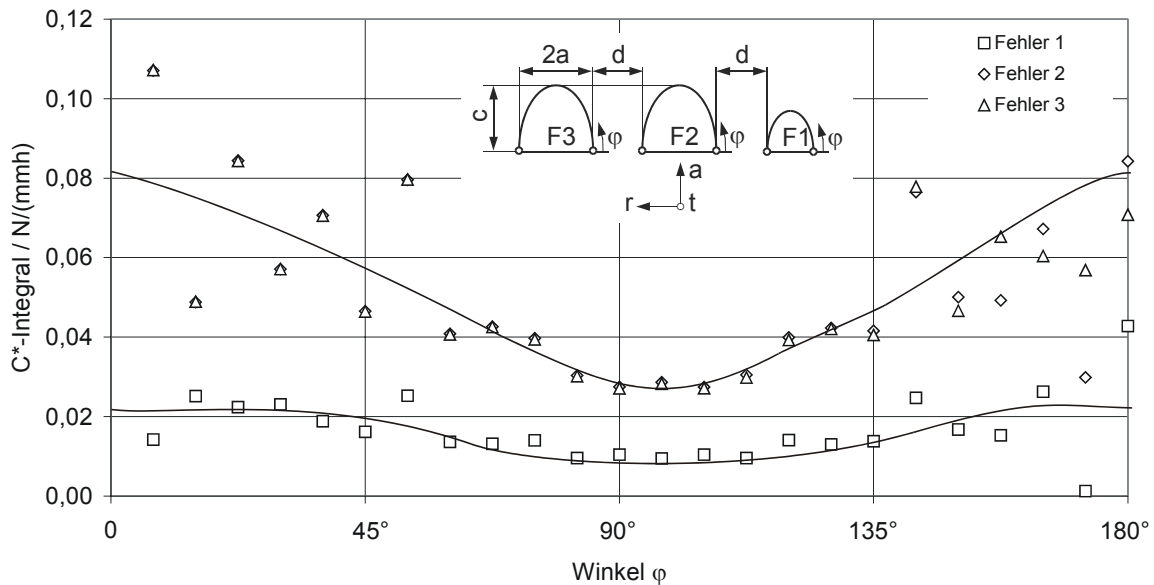 0,12
0,10
0,08
0,06
0,04
0,02
0,00
C*-Integral / N/(mmh)
2a
d
d
c
F3
φ
F2
φ
F1
φ
a
r
t
Fehler 1
Fehler 2
Fehler 3
0
45°
90°
135°
180°
Winkel φ